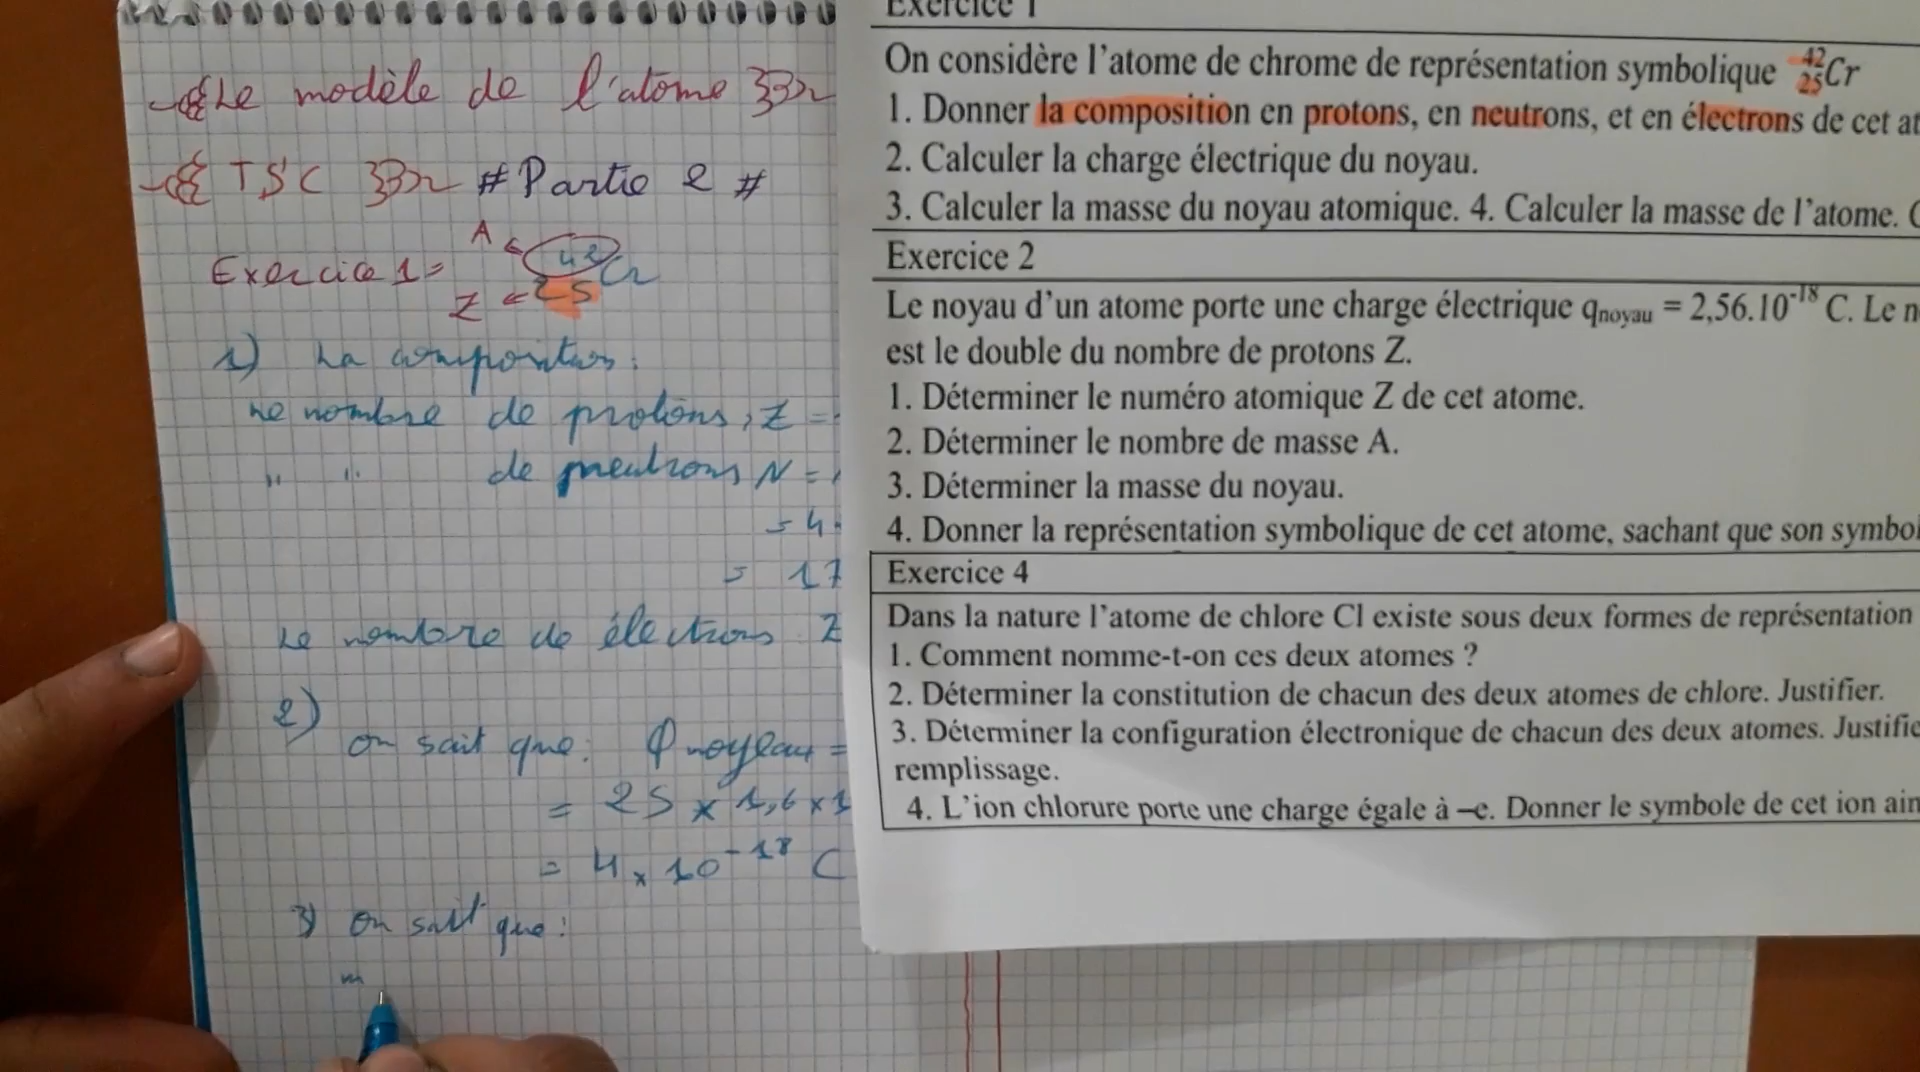 Le modèle de l'atome
TSC # Partie 2 #
Exercice 1 = A 42 Cr
Z 25
1) La composition :
Le nombre de protons, Z =
" " de neutrons N =
= 4
= 17
Le nombre de électrons Z
2)
on sait que : Q noyeau =
= 25 x 1,6 x 1
= 4 x 10^-18 C
3) on sait que :
m
Exercice 1
On considère l'atome de chrome de représentation symbolique 42 25 Cr
1. Donner la composition en protons, en neutrons, et en électrons de cet at
2. Calculer la charge électrique du noyau.
3. Calculer la masse du noyau atomique. 4. Calculer la masse de l'atome.
Exercice 2
Le noyau d'un atome porte une charge électrique qnoyau = 2,56.10^-18 C. Le n
est le double du nombre de protons Z.
1. Déterminer le numéro atomique Z de cet atome.
2. Déterminer le nombre de masse A.
3. Déterminer la masse du noyau.
4. Donner la représentation symbolique de cet atome, sachant que son symbol
Exercice 4
Dans la nature l'atome de chlore Cl existe sous deux formes de représentation
1. Comment nomme-t-on ces deux atomes ?
2. Déterminer la constitution de chacun des deux atomes de chlore. Justifier.
3. Déterminer la configuration électronique de chacun des deux atomes. Justifie
remplissage.
4. L'ion chlorure porte une charge égale à –e. Donner le symbole de cet ion ain